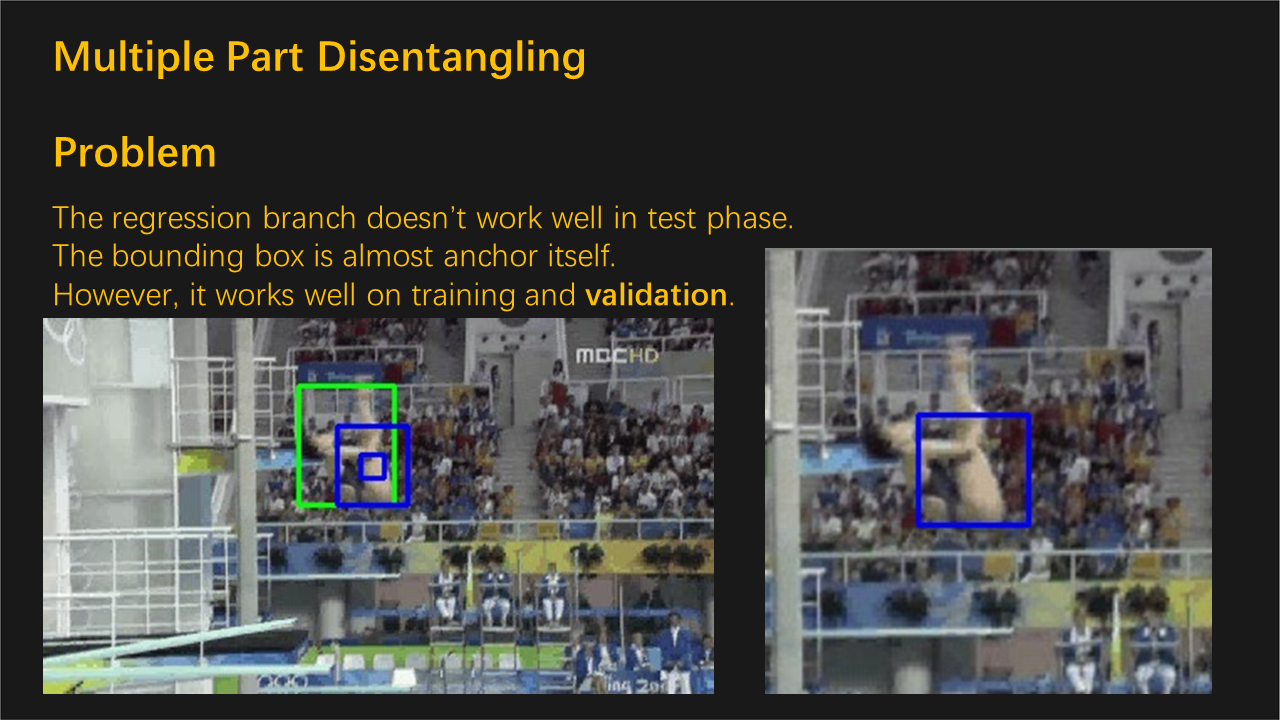 Multiple Part Disentangling
Problem
The regression branch doesn’t work well in test phase.
The bounding box is almost anchor itself.
However, it works well on training and validation.
MBCHD